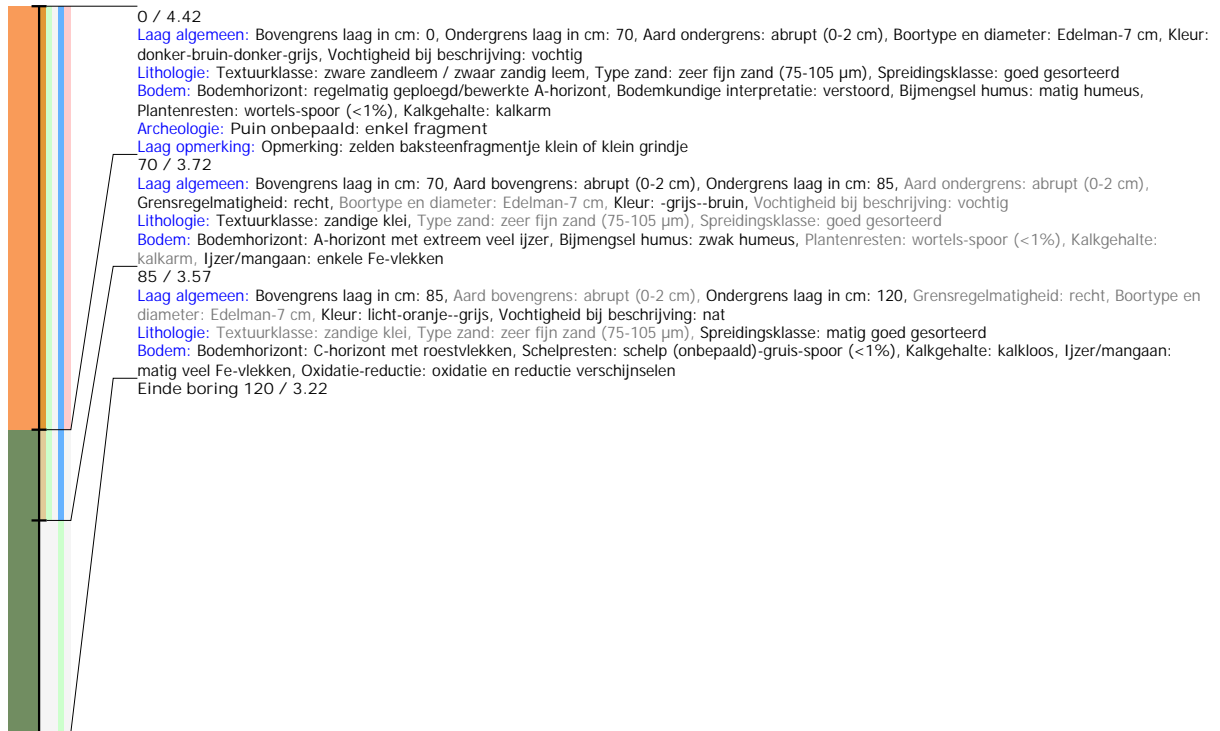 0 / 4.42
Laag algemeen: Bovengrens laag in cm: 0, Ondergrens laag in cm: 70, Aard ondergrens: abrupt (0-2 cm), Boortype en diameter: Edelman-7 cm, Kleur:
donker-bruin-donker-grijs, Vochtigheid bij beschrijving: vochtig
Lithologie: Textuurklasse: zware zandleem / zwaar zandig leem, Type zand: zeer fijn zand (75-105 µm), Spreidingsklasse: goed gesorteerd
Bodem: Bodemhorizont: regelmatig geploegd/bewerkte A-horizont, Bodemkundige interpretatie: verstoord, Bijmengsel humus: matig humeus,
Plantenresten: wortels-spoor (<1%), Kalkgehalte: kalkarm
Archeologie: Puin onbepaald: enkel fragment
Laag opmerking: Opmerking: zelden baksteenfragmentje klein of klein grindje
70 / 3.72
Laag algemeen: Bovengrens laag in cm: 70, Aard bovengrens: abrupt (0-2 cm), Ondergrens laag in cm: 85, Aard ondergrens: abrupt (0-2 cm),
Grensregelmatigheid: recht, Boortype en diameter: Edelman-7 cm, Kleur: -grijs--bruin, Vochtigheid bij beschrijving: vochtig
Lithologie: Textuurklasse: zandige klei, Type zand: zeer fijn zand (75-105 µm), Spreidingsklasse: goed gesorteerd
Bodem: Bodemhorizont: A-horizont met extreem veel ijzer, Bijmengsel humus: zwak humeus, Plantenresten: wortels-spoor (<1%), Kalkgehalte:
kalkarm, Ijzer/mangaan: enkele Fe-vlekken
85 / 3.57
Laag algemeen: Bovengrens laag in cm: 85, Aard bovengrens: abrupt (0-2 cm), Ondergrens laag in cm: 120, Grensregelmatigheid: recht, Boortype en
diameter: Edelman-7 cm, Kleur: licht-oranje--grijs, Vochtigheid bij beschrijving: nat
Lithologie: Textuurklasse: zandige klei, Type zand: zeer fijn zand (75-105 µm), Spreidingsklasse: matig goed gesorteerd
Bodem: Bodemhorizont: C-horizont met roestvlekken, Schelpresten: schelp (onbepaald)-gruis-spoor (<1%), Kalkgehalte: kalkloos, Ijzer/mangaan:
matig veel Fe-vlekken, Oxidatie-reductie: oxidatie en reductie verschijnselen
Einde boring 120 / 3.22